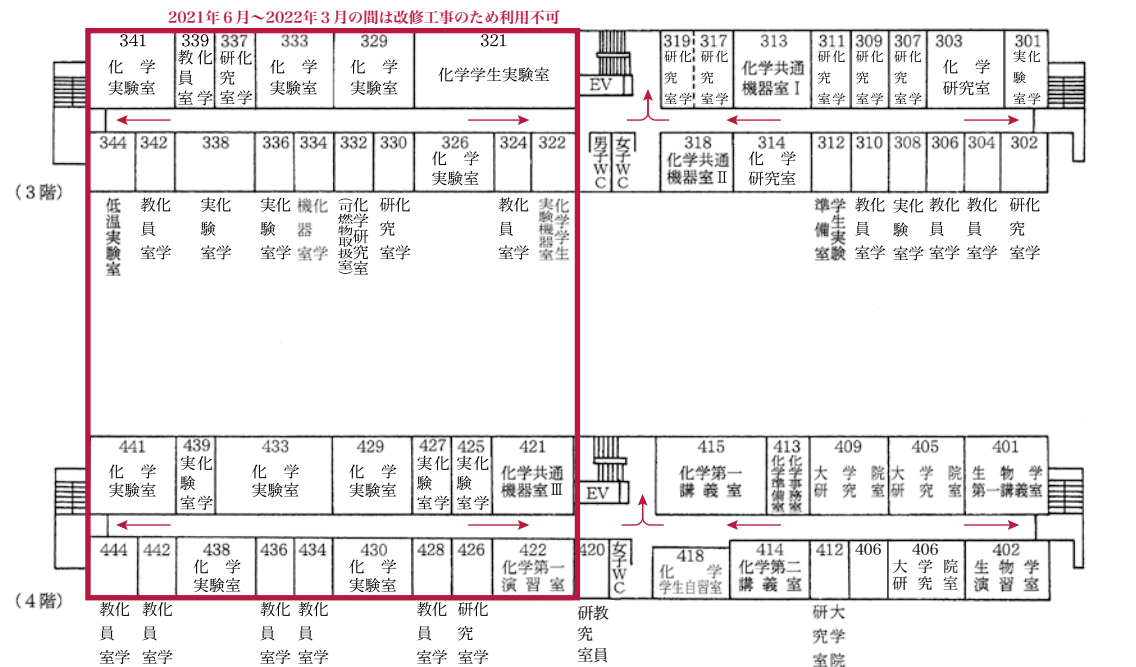 2021年6月～2022年3月の間は改修工事のため利用不可
341 339 337 333 329 321 319 317 313 311 309 307 303 301
化学実験室
化学教員室
化学研究室
化学実験室
化学実験室
化学学生実験室
EV
化学研究室
化学研究室
化学共通機器室Ⅰ
化学研究室
化学研究室
化学研究室
化学研究室
化学実験室
(3階)
344 342 338 336 334 332 330 326 324 322 318 314 312 310 308 306 304 302
化学実験室
男子WC
女子WC
化学共通機器室Ⅱ
化学研究室
低温実験室
化学教員室
化学実験室
化学実験室
化学機器室
化学研究室(可燃物取扱室)
化学研究室
化学教員室
化学学生実験機器室
学生実験準備室
化学教員室
化学実験室
化学教員室
化学教員室
化学研究室
441 439 433 429 427 425 421 415 413 409 405 401
化学実験室
化学実験室
化学実験室
化学実験室
化学実験室
化学実験室
化学共通機器室Ⅲ
EV
化学第一講義室
化学事務室
化学準備室
大学院研究室
大学院研究室
生物学第一講義室
(4階)
444 442 438 436 434 430 428 426 422 420 418 414 412 406 406 402
化学実験室
化学実験室
化学第一演習室
女子WC
化学学生自習室
化学第二講義室
大学院研究室
生物学演習室
化学教員室
化学教員室
化学教員室
化学教員室
化学教員室
化学研究室
教員研究室
大学院研究室